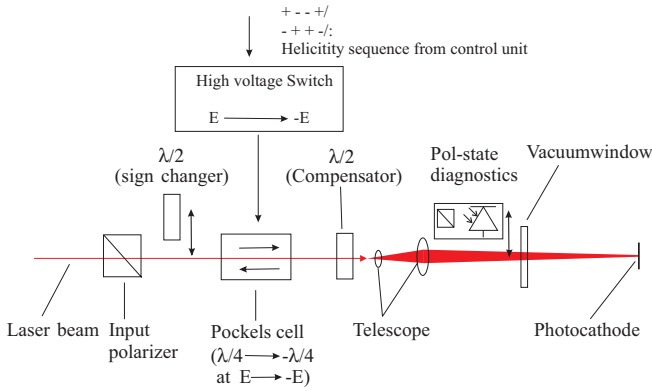 + - - +/
- + + -/:
Helicitity sequence from control unit
High voltage Switch
E -E
λ/2
(sign changer)
λ/2
(Compensator)
Pol-state
diagnostics
Vacuumwindow
Laser beam
Input
polarizer
Pockels cell
(λ/4 -λ/4
at E -E)
Telescope
Photocathode